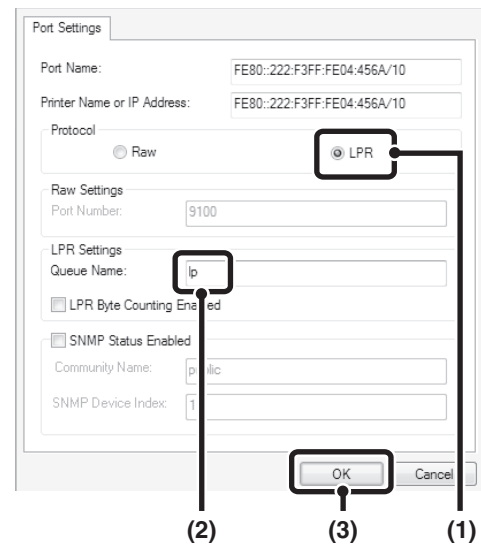 Port Settings
Port Name: FE80::222:F3FF:FE04:456A/10
Printer Name or IP Address: FE80::222:F3FF:FE04:456A/10
Protocol
Raw LPR
Raw Settings
Port Number: 9100
LPR Settings
Queue Name: lp
LPR Byte Counting Enabled
SNMP Status Enabled
Community Name: public
SNMP Device Index: 1
OK Cancel
(2) (3) (1)